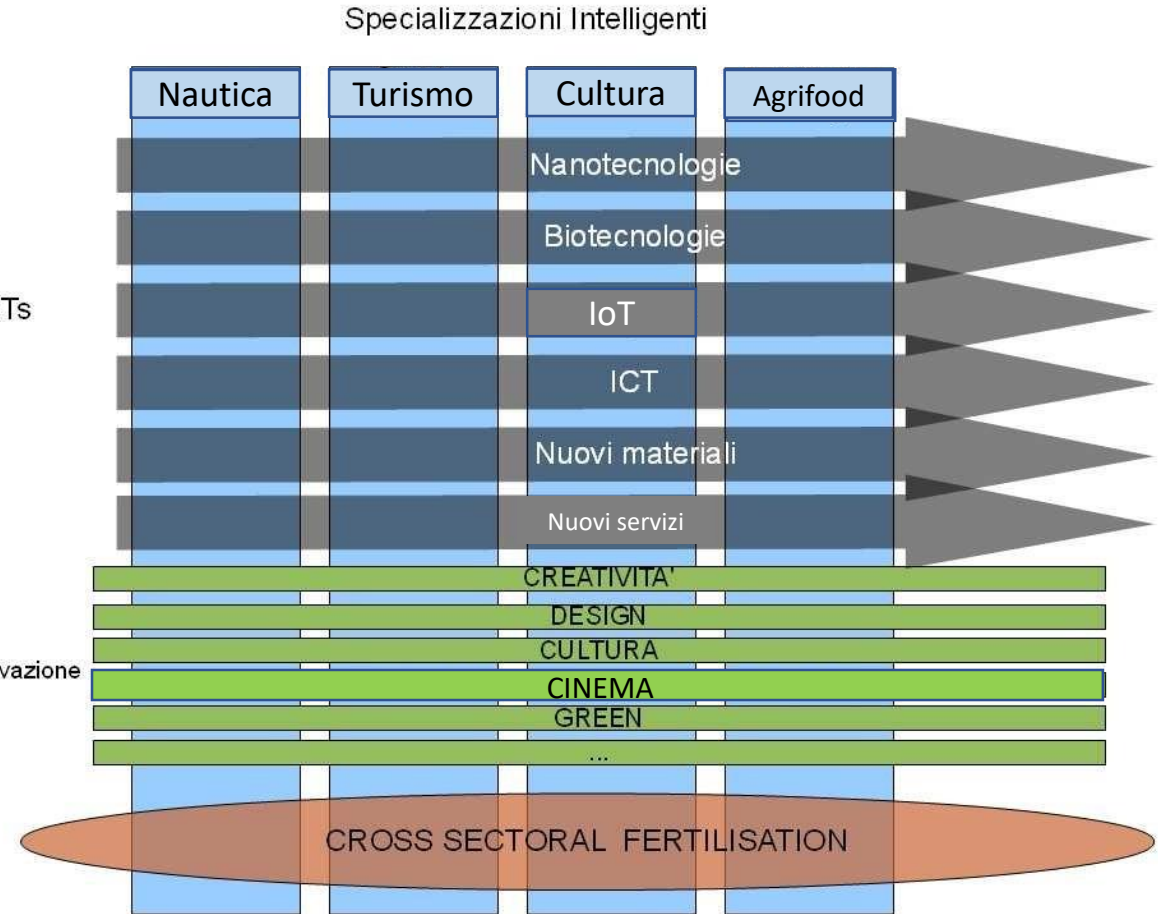 Specializzazioni Intelligenti
Nautica Turismo Cultura Agrifood
Nanotecnologie
Biotecnologie
Ts
IoT
ICT
Nuovi materiali
Nuovi servizi
CREATIVITA'
DESIGN
CULTURA
vazione
CINEMA
GREEN
...
CROSS SECTORAL FERTILISATION